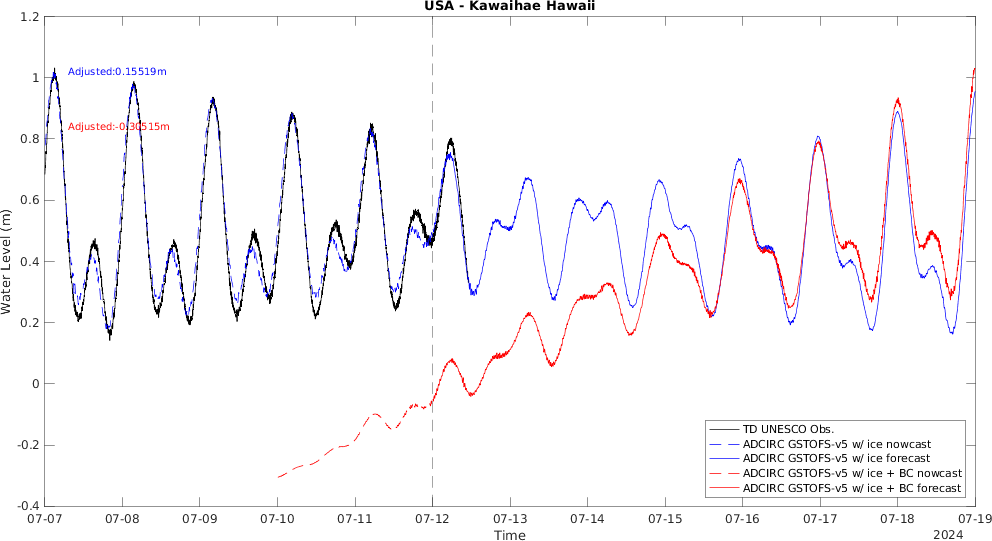 USA - Kawaihae Hawaii
1.2
1
0.8
0.6
0.4
0.2
0
-0.2
-0.4
Water Level (m)
Adjusted:0.15519m
Adjusted:-0.30515m
TD UNESCO Obs.
ADCIRC GSTOFS-v5 w/ ice nowcast
ADCIRC GSTOFS-v5 w/ ice forecast
ADCIRC GSTOFS-v5 w/ ice + BC nowcast
ADCIRC GSTOFS-v5 w/ ice + BC forecast
07-07 07-08 07-09 07-10 07-11 07-12 07-13 07-14 07-15 07-16 07-17 07-18 07-19
Time
2024